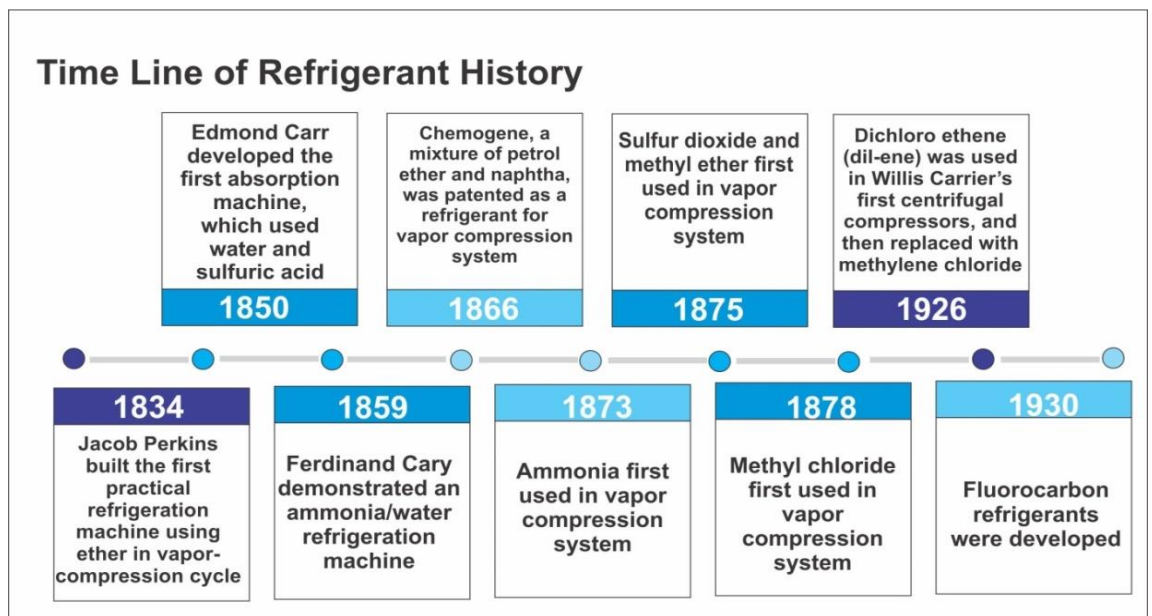 Time Line of Refrigerant History
Edmond Carr
developed the
first absorption
machine,
which used
water and
sulfuric acid
1850
Chemogene, a
mixture of petrol
ether and naphtha,
was patented as a
refrigerant for
vapor compression
system
1866
Sulfur dioxide and
methyl ether first
used in vapor
compression
system
1875
Dichloro ethene
(dil-ene) was used
in Willis Carrier’s
first centrifugal
compressors, and
then replaced with
methylene chloride
1926
1834
Jacob Perkins
built the first
practical
refrigeration
machine using
ether in vapor-
compression cycle
1859
Ferdinand Cary
demonstrated an
ammonia/water
refrigeration
machine
1873
Ammonia first
used in vapor
compression
system
1878
Methyl chloride
first used in
vapor
compression
system
1930
Fluorocarbon
refrigerants
were developed